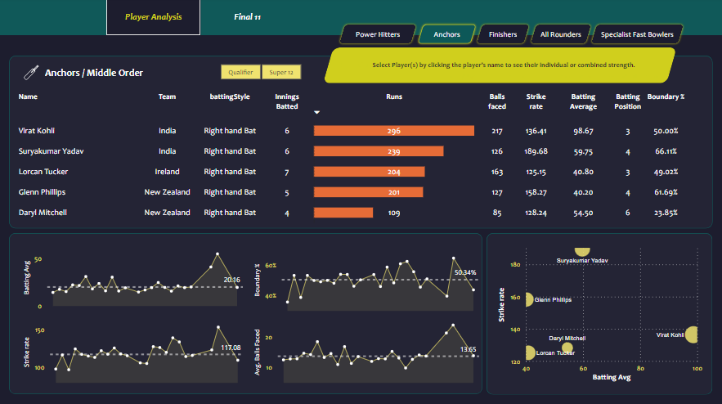 Player Analysis
Final 11
Power Hitters
Anchors
Finishers
All Rounders
Specialist Fast Bowlers
Select Player(s) by clicking the player's name to see their individual or combined strength.
Anchors / Middle Order
Qualifier
Super 12
Name Team battingStyle Innings Batted Runs Balls faced Strike rate Batting Average Batting Position Boundary %
Virat Kohli India Right hand Bat 6 296 217 136.41 98.67 3 50.00%
Suryakumar Yadav India Right hand Bat 6 239 126 189.68 59.75 4 66.11%
Lorcan Tucker Ireland Right hand Bat 7 204 163 125.15 40.80 3 49.02%
Glenn Phillips New Zealand Right hand Bat 5 201 127 158.27 40.20 4 61.69%
Daryl Mitchell New Zealand Right hand Bat 4 109 85 128.24 54.50 6 23.85%
Batting Avg
50
0
20.16
Boundary %
60%
40%
50.34%
Strike rate
150
100
117.08
Avg. Balls Faced
10
13.65
Strike rate
180
160
140
120
Suryakumar Yadav
Glenn Phillips
Daryl Mitchell
Virat Kohli
Lorcan Tucker
40
60
80
100
Batting Avg